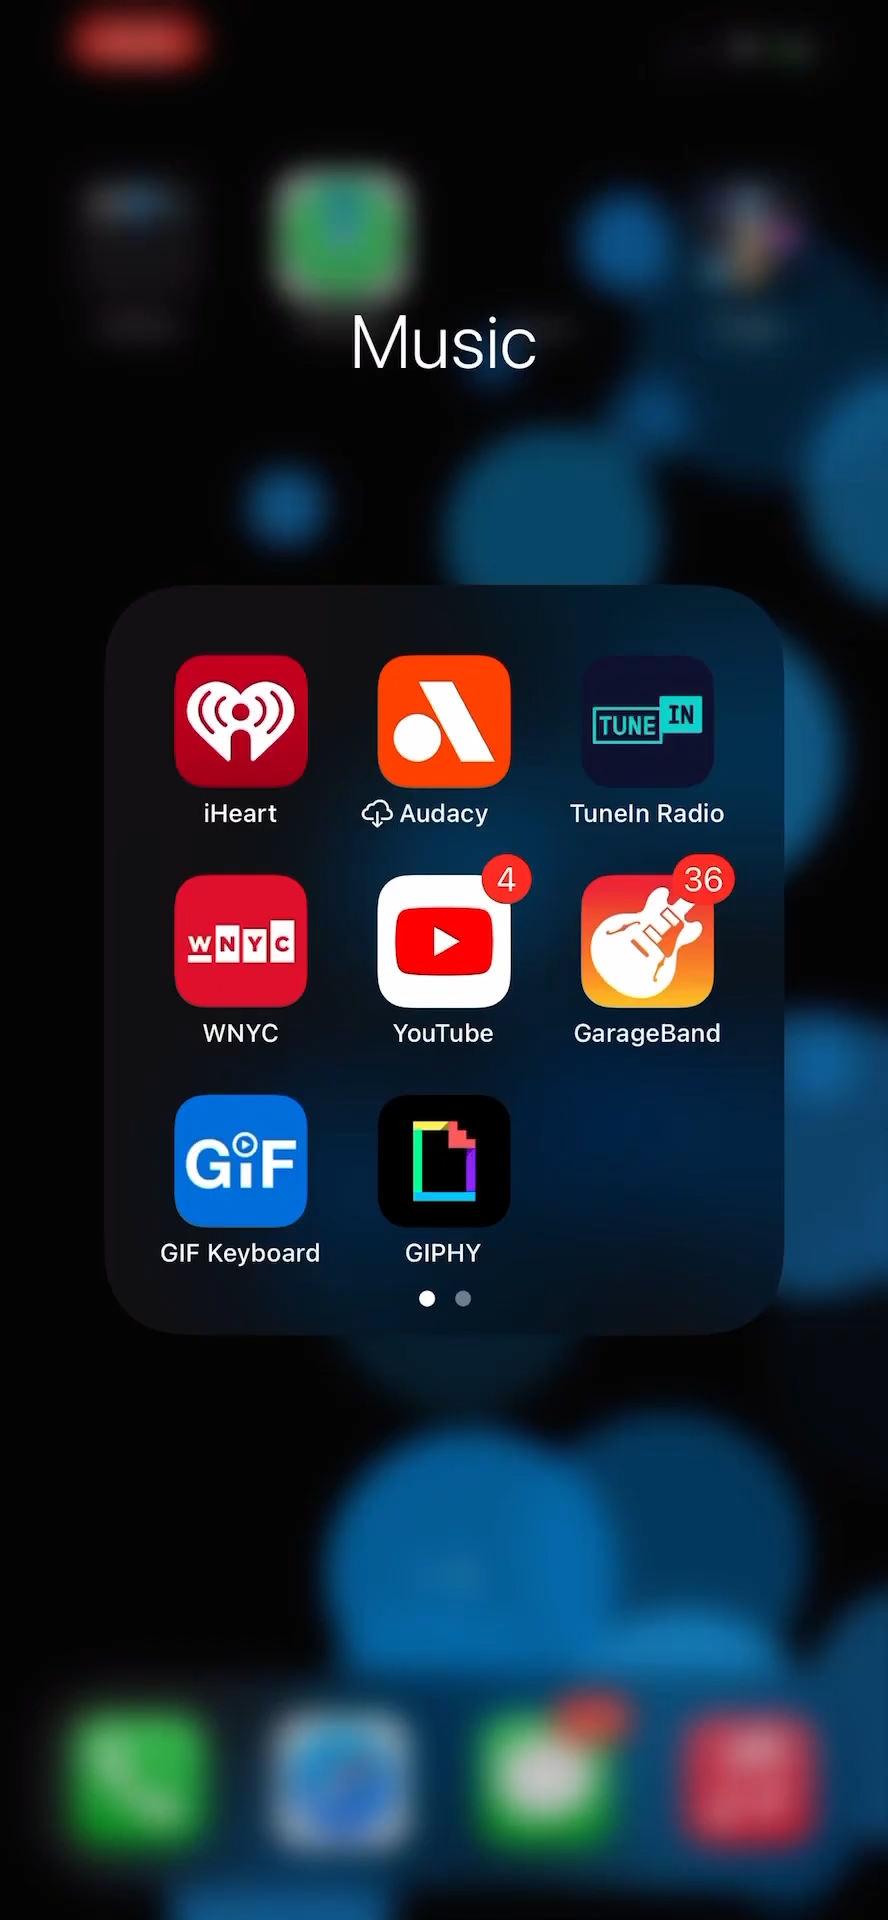 Music
TUNE IN
iHeart
Audacy
TuneIn Radio
4
36
WNYC
WNYC
YouTube
GarageBand
GIF
GIF Keyboard
GIPHY